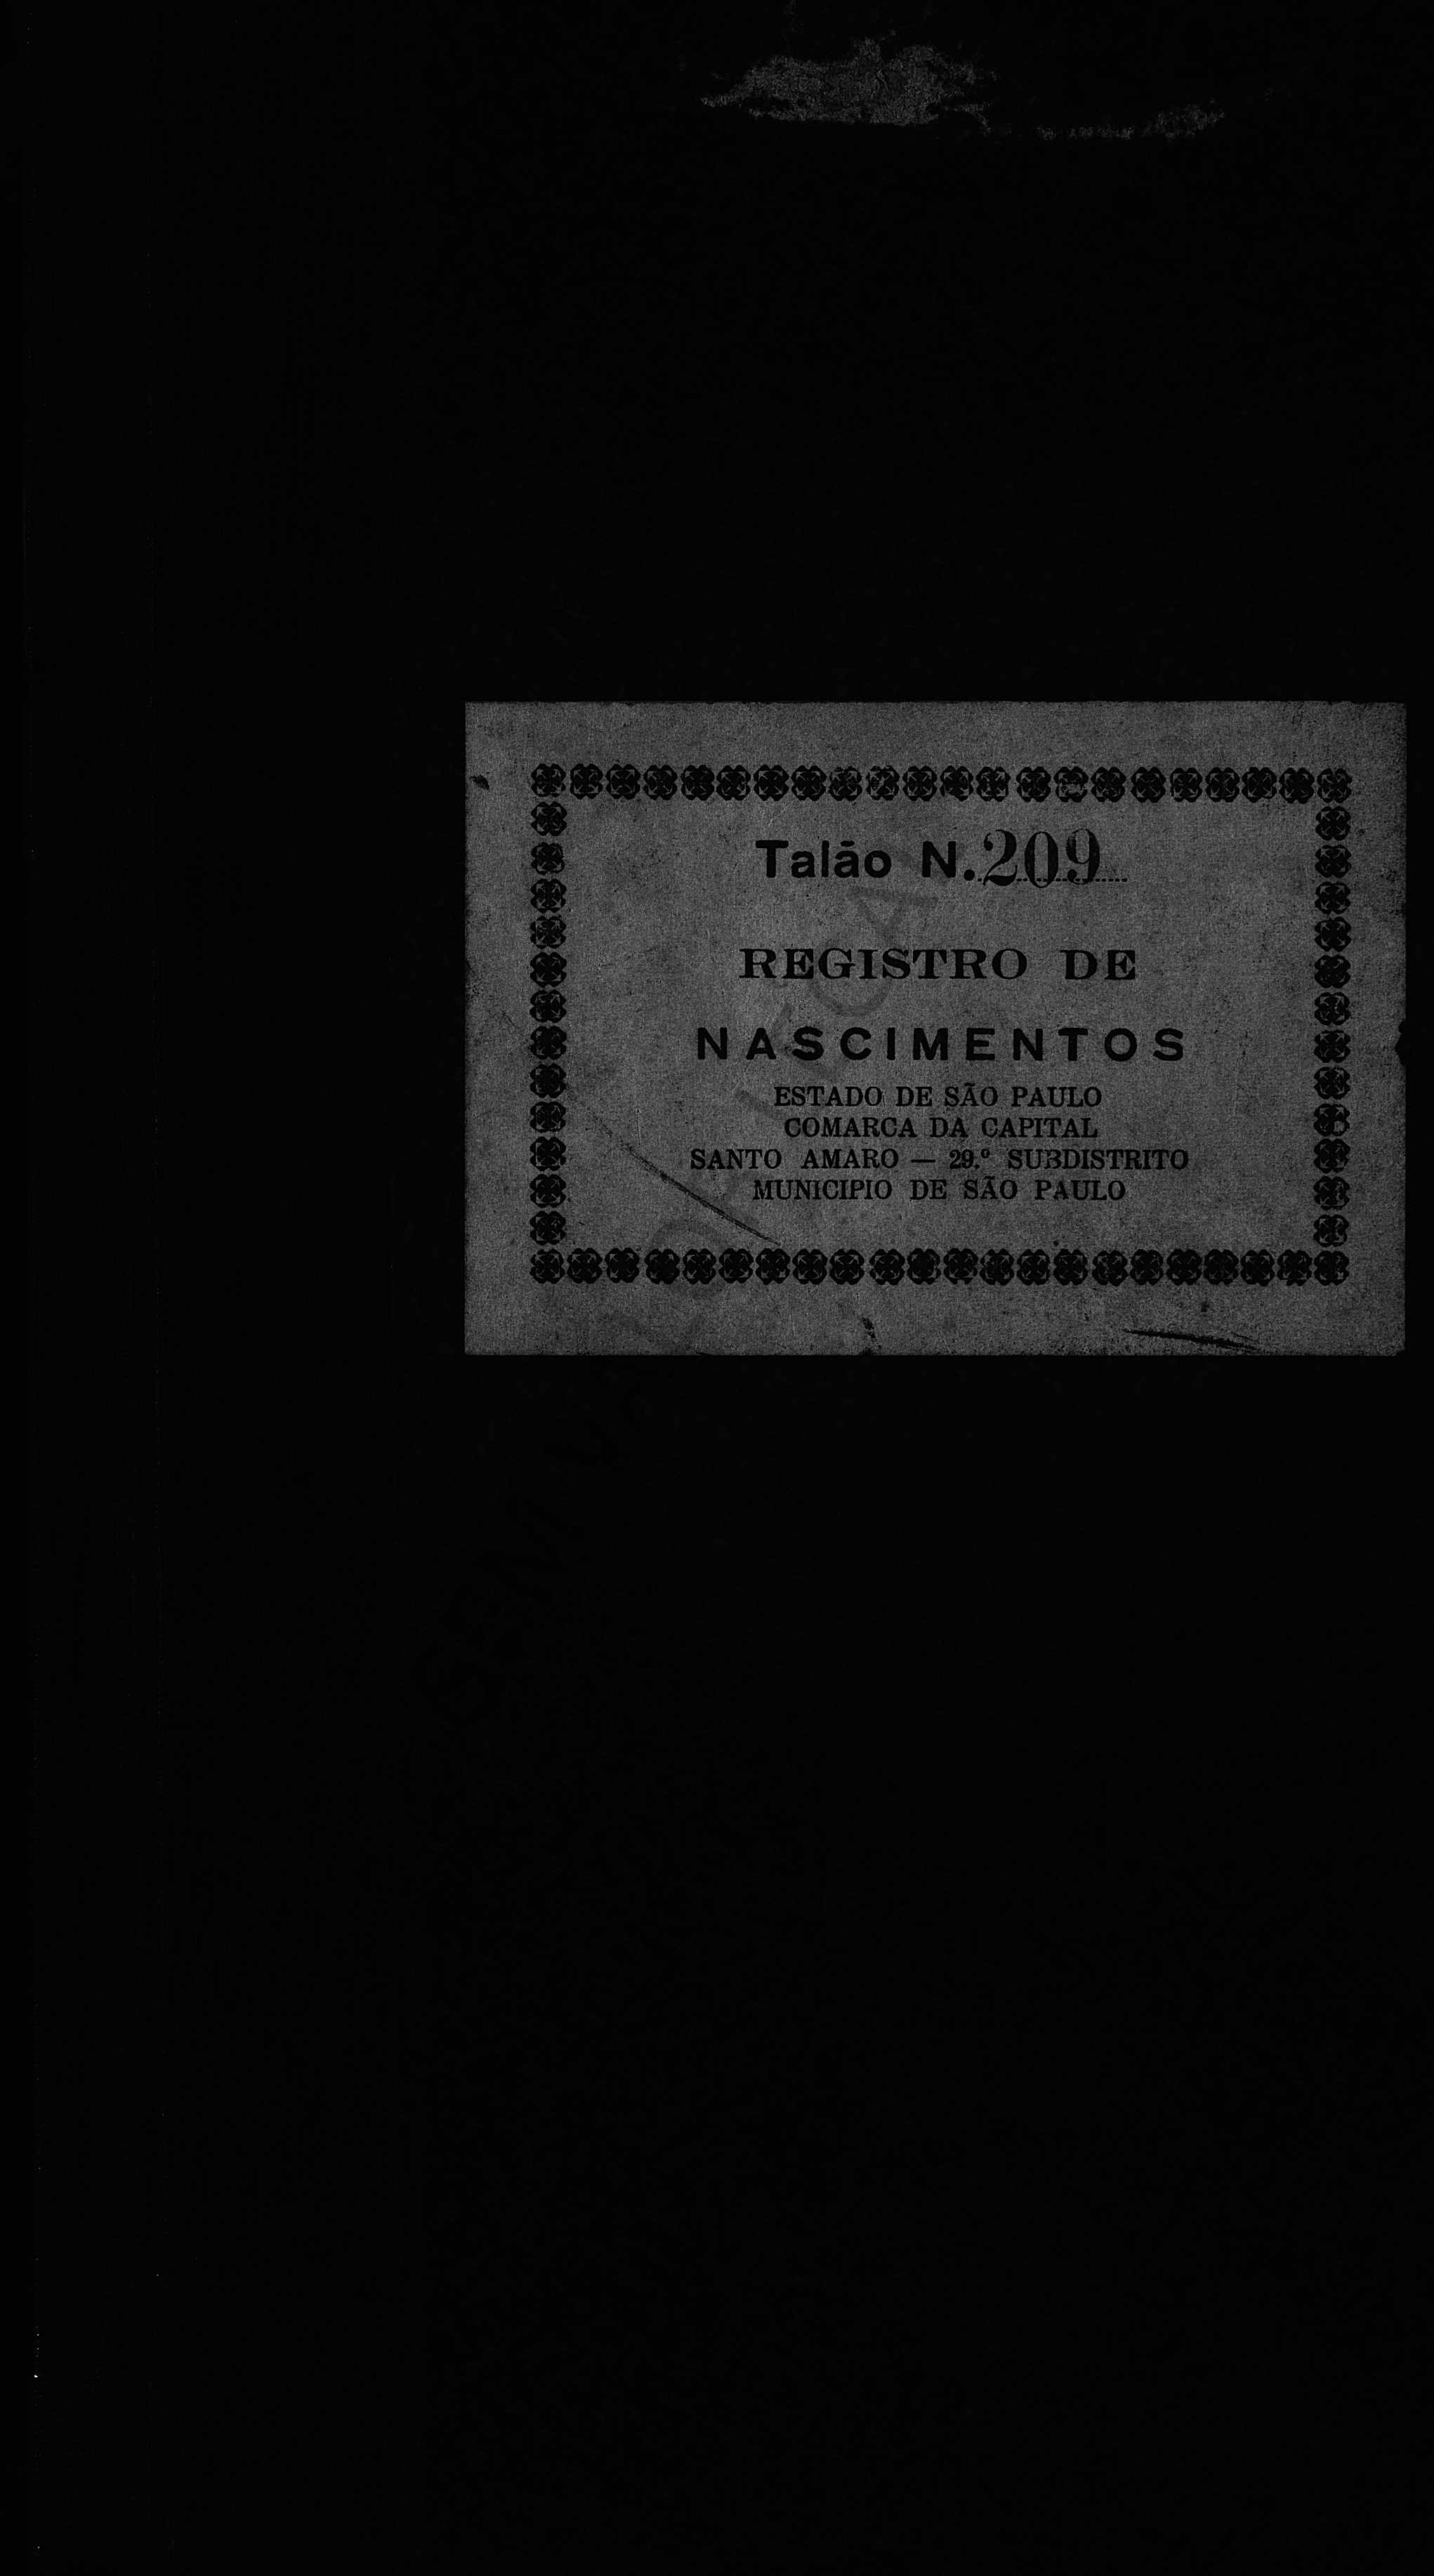 Talão N. 209
REGISTRO DE
NASCIMENTOS
ESTADO DE SÃO PAULO
COMARCA DA CAPITAL
SANTO AMARO — 29.º SUBDISTRITO
MUNICIPIO DE SÃO PAULO